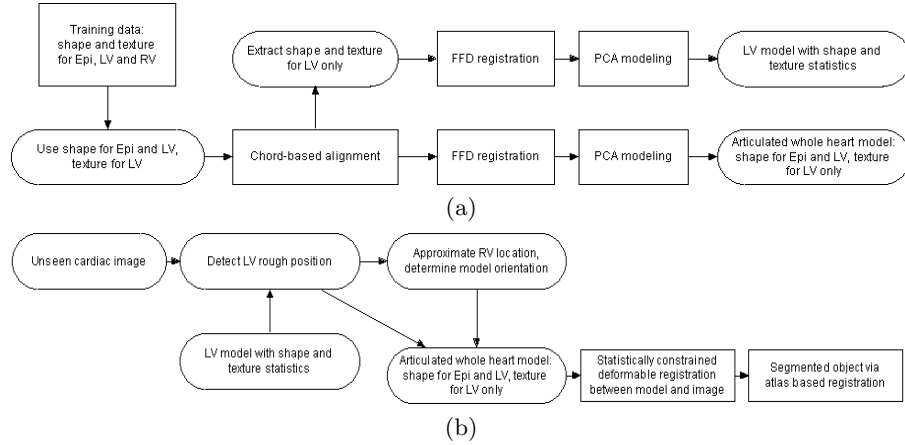 Training data:
shape and texture
for Epi, LV and RV
Extract shape and texture
for LV only
FFD registration
PCA modeling
LV model with shape and
texture statistics
Use shape for Epi and LV,
texture for LV
Chord-based alignment
FFD registration
PCA modeling
Articulated whole heart model:
shape for Epi and LV, texture
for LV only
(a)
Unseen cardiac image
Detect LV rough position
Approximate RV location,
determine model orientation
LV model with shape and
texture statistics
Articulated whole heart model:
shape for Epi and LV, texture
for LV only
Statistically constrained
deformable registration
between model and image
Segmented object via
atlas based registration
(b)